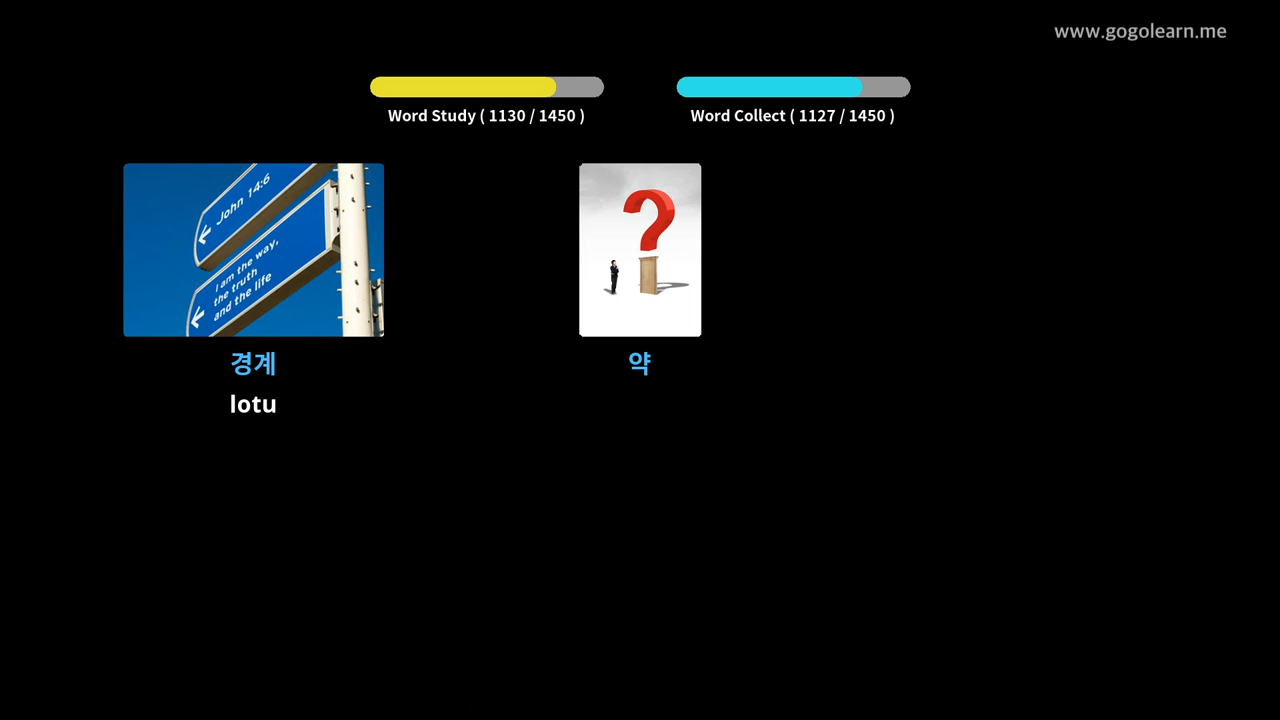 www.gogolearn.me
Word Study ( 1130 / 1450 )
Word Collect ( 1127 / 1450 )
John 14:6
I am the way,
the truth
and the life
?
경계
약
lotu